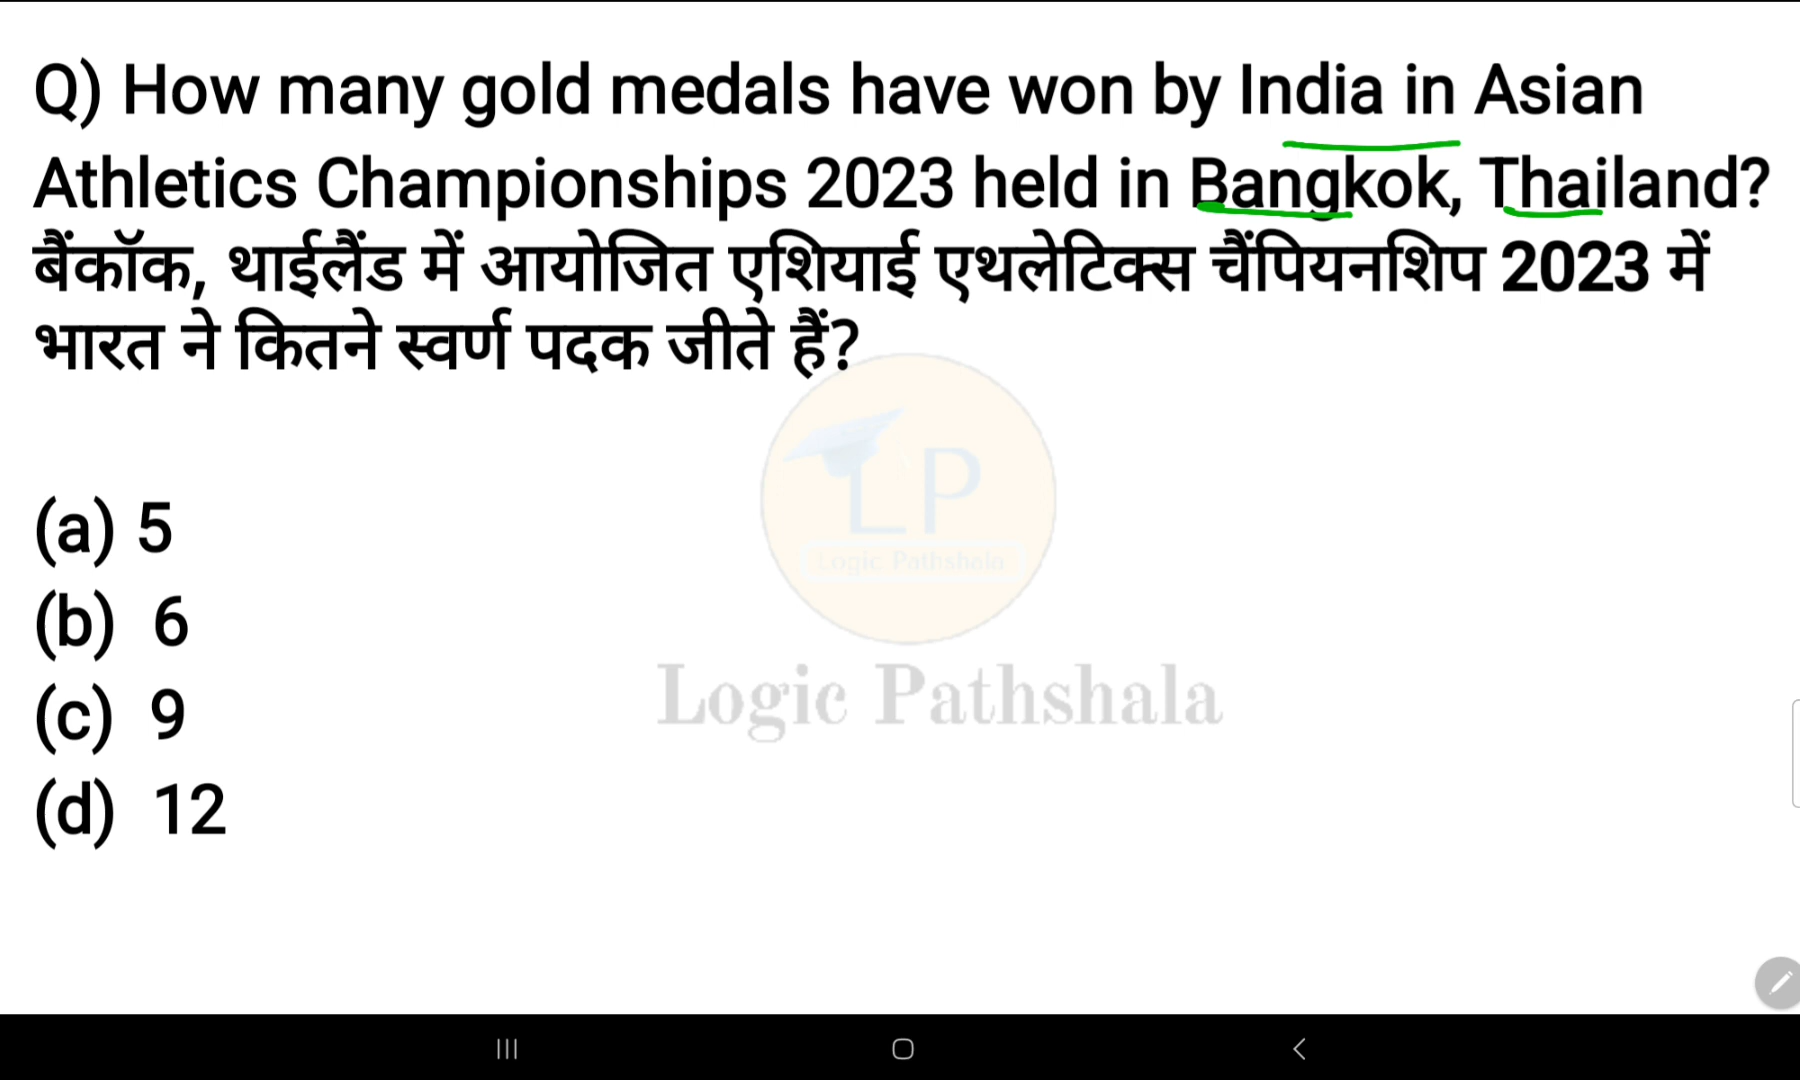 Q) How many gold medals have won by India in Asian
Athletics Championships 2023 held in Bangkok, Thailand?
बैंकॉक, थाईलैंड में आयोजित एशियाई एथलेटिक्स चैंपियनशिप 2023 में
भारत ने कितने स्वर्ण पदक जीते हैं?
LP
Logic Pathshala
(a) 5
(b) 6
(c) 9
(d) 12
Logic Pathshala